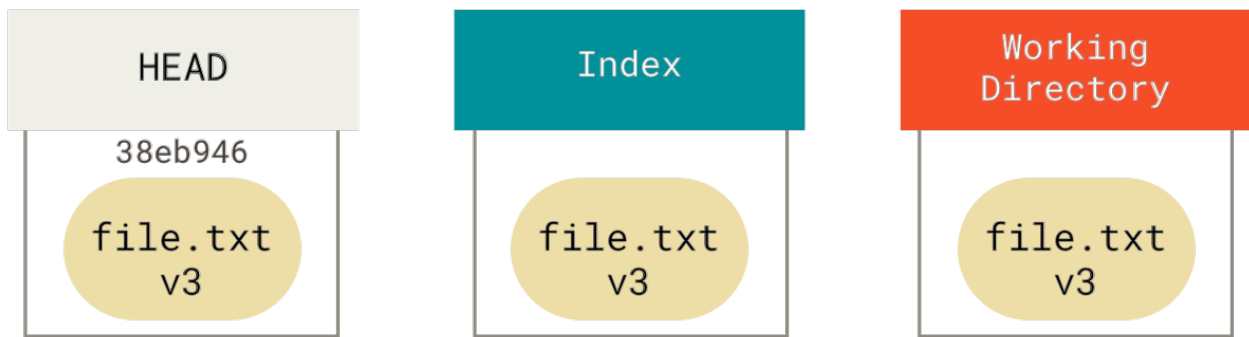 HEAD
38eb946
file.txt
v3
Index
file.txt
v3
Working
Directory
file.txt
v3